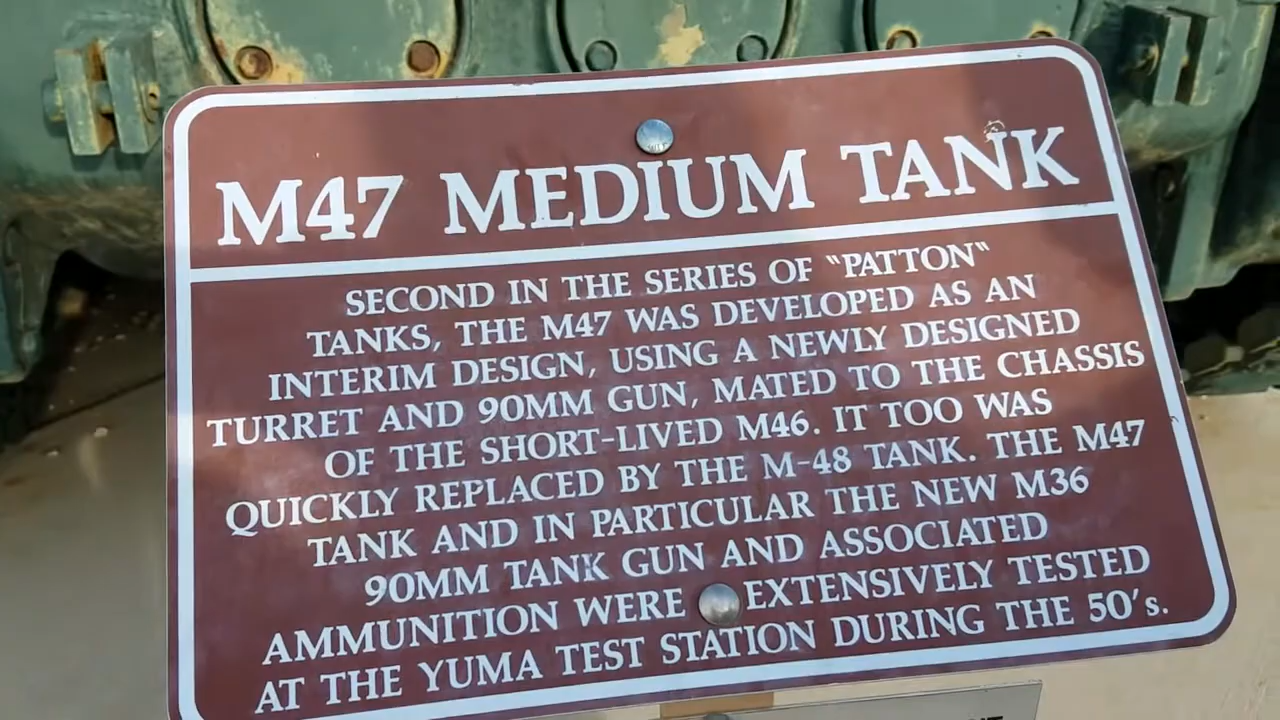 M47 MEDIUM TANK
SECOND IN THE SERIES OF "PATTON"
TANKS, THE M47 WAS DEVELOPED AS AN
INTERIM DESIGN, USING A NEWLY DESIGNED
TURRET AND 90MM GUN, MATED TO THE CHASSIS
OF THE SHORT-LIVED M46. IT TOO WAS
QUICKLY REPLACED BY THE M-48 TANK. THE M47
TANK AND IN PARTICULAR THE NEW M36
90MM TANK GUN AND ASSOCIATED
AMMUNITION WERE EXTENSIVELY TESTED
AT THE YUMA TEST STATION DURING THE 50's.